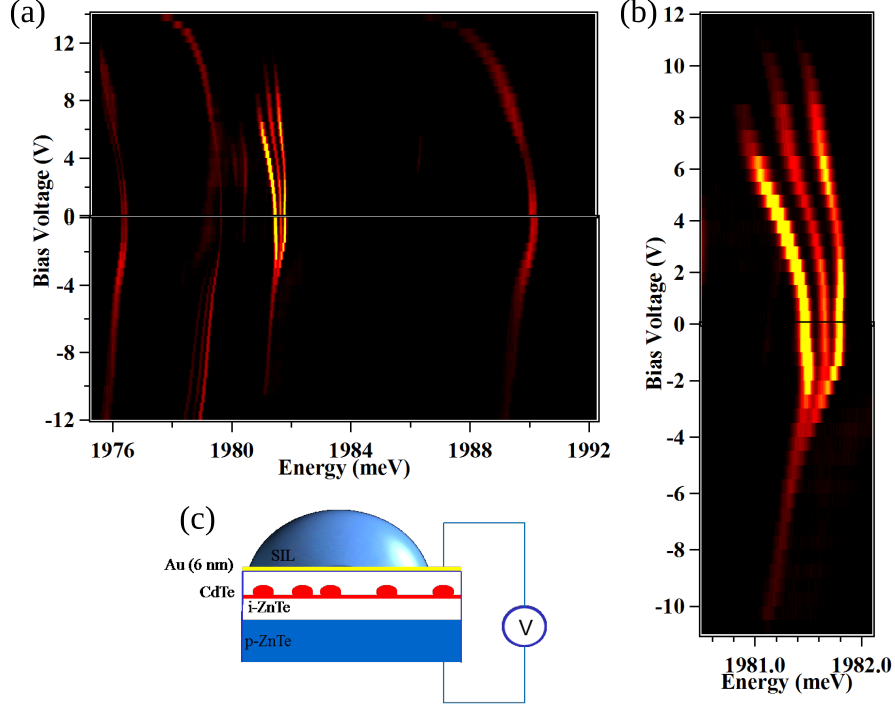 (a)
12
8
4
0
-4
-8
-12
Bias Voltage (V)
1976
1980
1984
1988
1992
Energy (meV)
(b)
12
10
8
6
4
2
0
-2
-4
-6
-8
-10
Bias Voltage (V)
1981.0
1982.0
Energy (meV)
(c)
SIL
Au (6 nm)
CdTe
i-ZnTe
p-ZnTe
V